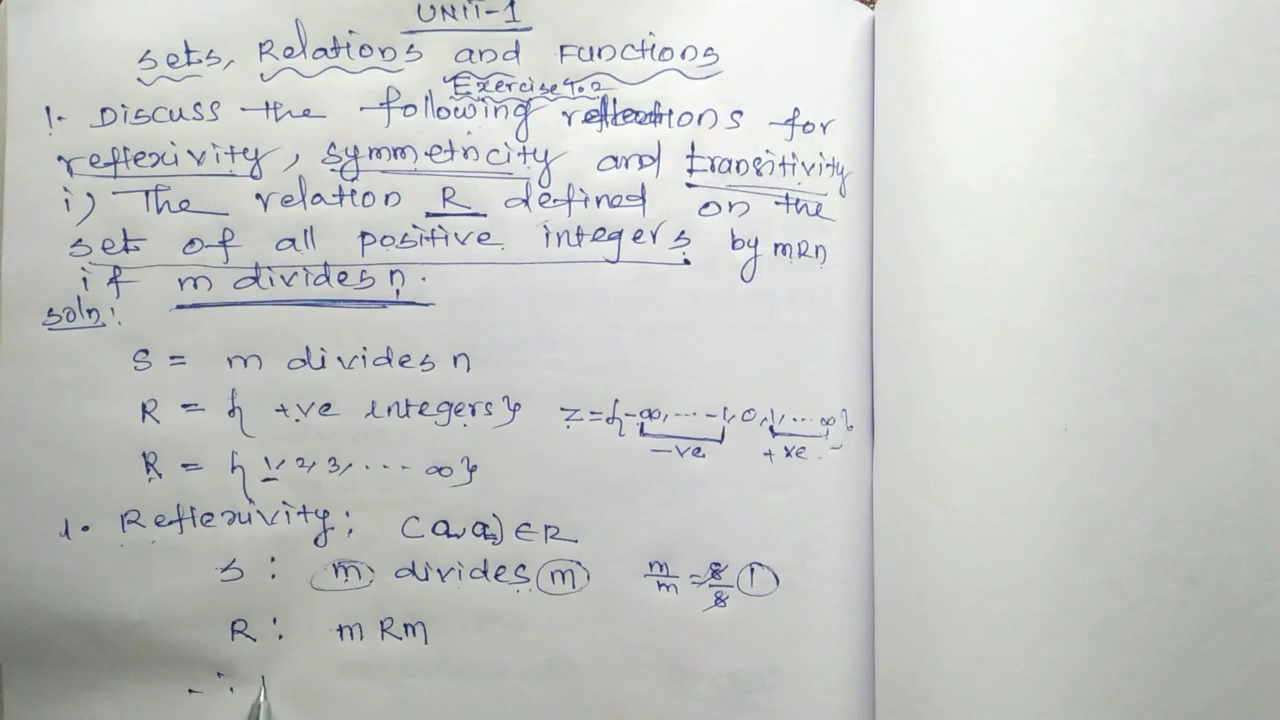 UNIT-1
Sets, Relations and Functions
Exercise 1.2
1. Discuss the following relations for
reflexivity, symmetricity and transitivity
i) The relation R defined on the
set of all positive integers by mRn
if m divides n.
Soln:
S = m divides n
R = { +ve integers} Z = {-∞, ... -1, 0, 1, ... ∞}
-ve +ve
R = { 1, 2, 3, ... ∞}
1. Reflexivity: (a, a) ∈ R
S : m divides m m/m = 8/8 1
R : m R m
∴